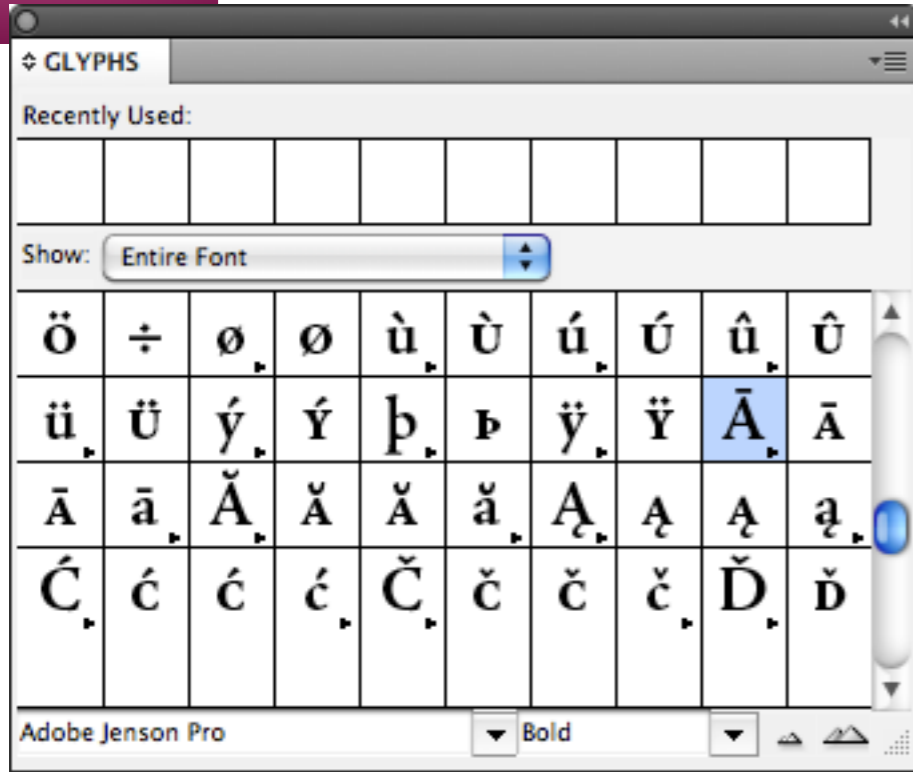 GLYPHS
Recently Used:
Show: Entire Font
ö ÷ ø ø ù ù ú ú û û
ü ü ý ý þ þ ÿ ÿ Ā ā
ā ā Ă ă ă ă Ą ą ą ą
Ć ć ć ć Č č č č Ď ď
Adobe Jenson Pro Bold